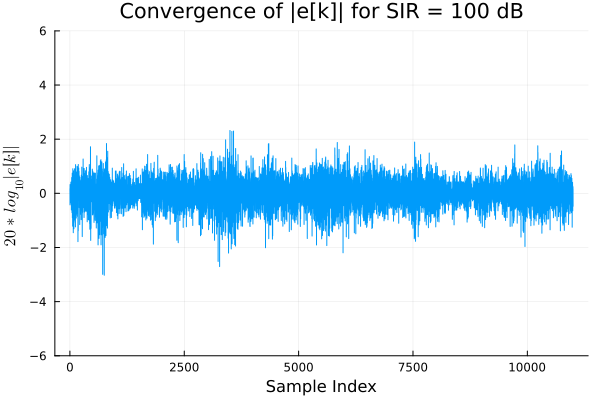 Convergence of |e[k]| for SIR = 100 dB
6
4
2
0
−2
−4
−6
20 * log₁₀|e[k]|
0 2500 5000 7500 10000
Sample Index